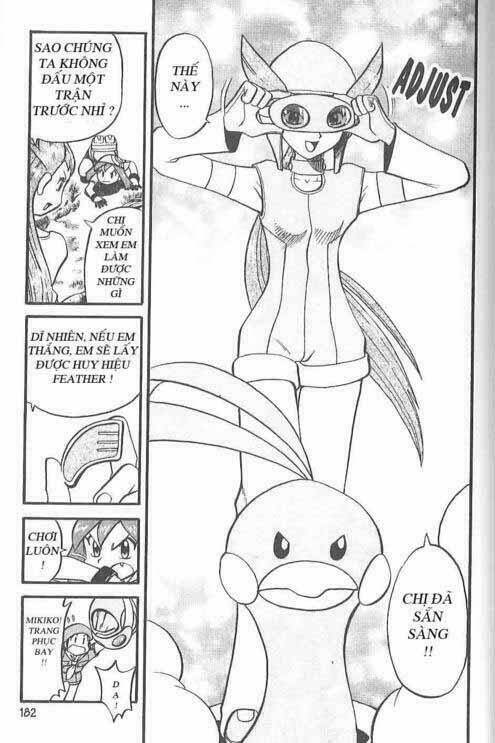 THẾ
NÀY
...
ADJUST
SAO CHÚNG
TA KHÔNG
ĐẤU MỘT
TRẬN
TRƯỚC NHỈ ?
CHỊ
MUỐN
XEM EM
LÀM
ĐƯỢC
NHỮNG
GÌ
DĨ NHIÊN, NẾU EM
THẮNG, EM SẼ LẤY
ĐƯỢC HUY HIỆU
FEATHER !
CHƠI
LUÔN
!
MIKIKO!
TRANG
PHỤC
BAY
!!
DẠ
!
CHỊ ĐÃ
SẴN
SÀNG
!!
182